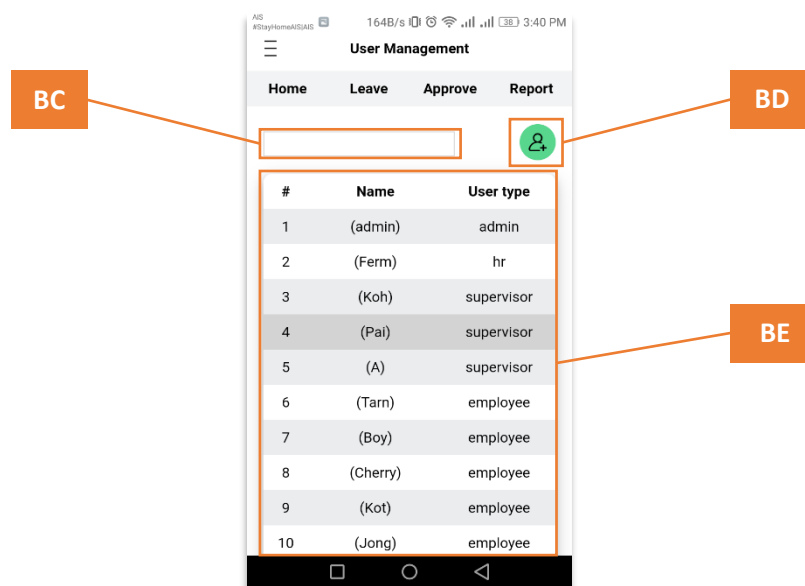 AIS
#StayHomeAIS|AIS 164B/s 38 3:40 PM
User Management
Home Leave Approve Report
BC
BD
# Name User type
1 (admin) admin
2 (Ferm) hr
3 (Koh) supervisor
4 (Pai) supervisor
BE
5 (A) supervisor
6 (Tarn) employee
7 (Boy) employee
8 (Cherry) employee
9 (Kot) employee
10 (Jong) employee